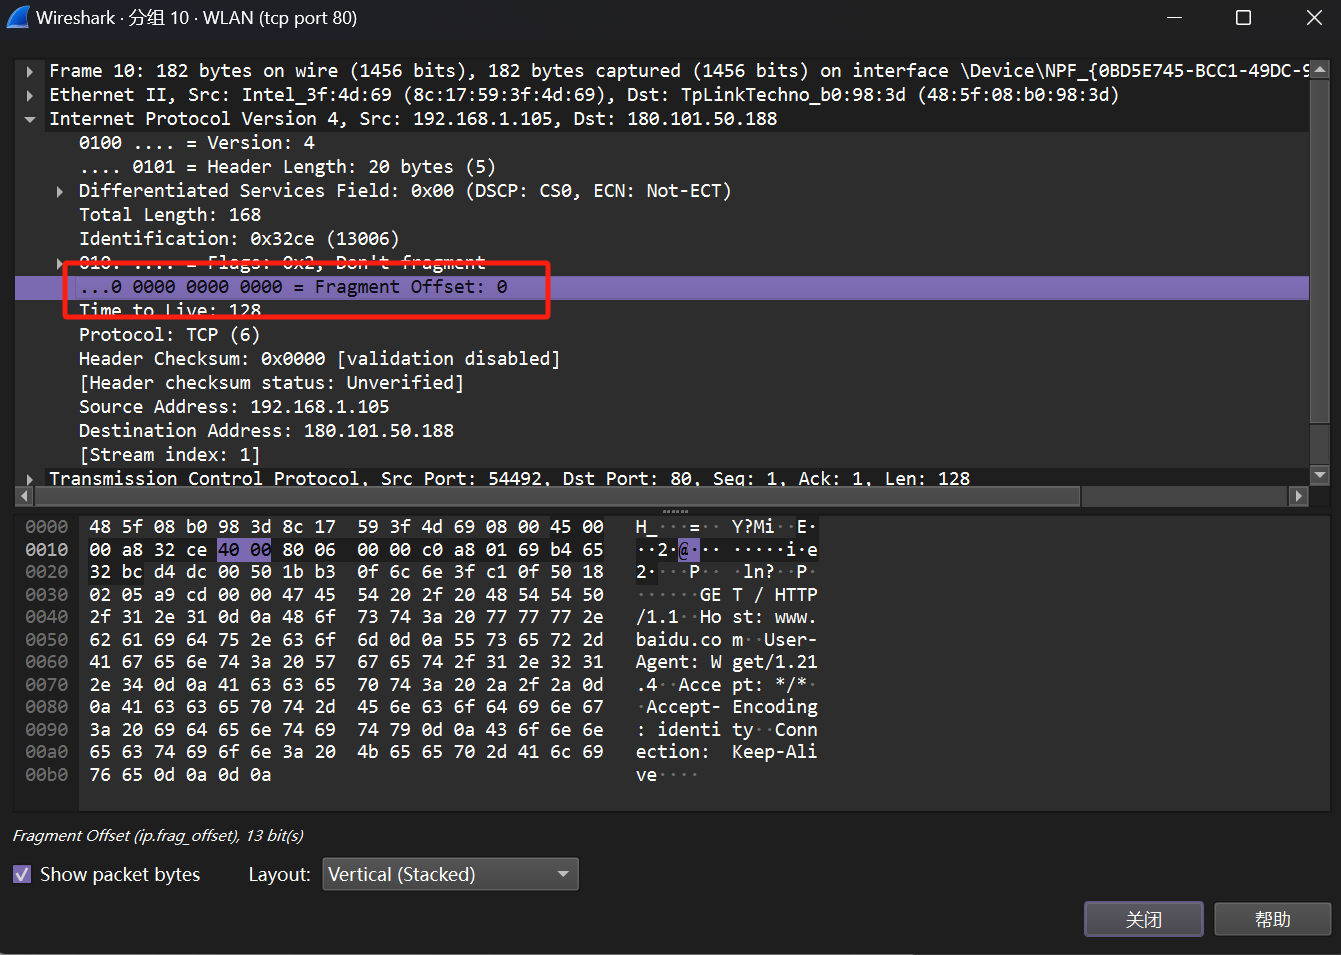 Wireshark · 分组 10 · WLAN (tcp port 80)
Frame 10: 182 bytes on wire (1456 bits), 182 bytes captured (1456 bits) on interface \Device\NPF_{0BD5E745-BCC1-49DC-9
Ethernet II, Src: Intel_3f:4d:69 (8c:17:59:3f:4d:69), Dst: TpLinkTechno_b0:98:3d (48:5f:08:b0:98:3d)
Internet Protocol Version 4, Src: 192.168.1.105, Dst: 180.101.50.188
0100 .... = Version: 4
.... 0101 = Header Length: 20 bytes (5)
Differentiated Services Field: 0x00 (DSCP: CS0, ECN: Not-ECT)
Total Length: 168
Identification: 0x32ce (13006)
010. .... = Flags: 0x2, Don't fragment
...0 0000 0000 0000 = Fragment Offset: 0
Time to Live: 128
Protocol: TCP (6)
Header Checksum: 0x0000 [validation disabled]
[Header checksum status: Unverified]
Source Address: 192.168.1.105
Destination Address: 180.101.50.188
[Stream index: 1]
Transmission Control Protocol, Src Port: 54492, Dst Port: 80, Seq: 1, Ack: 1, Len: 128
0000 48 5f 08 b0 98 3d 8c 17 59 3f 4d 69 08 00 45 00 H_···=·· Y?Mi··E·
0010 00 a8 32 ce 40 00 80 06 00 00 c0 a8 01 69 b4 65 ··2·@··· ·····i·e
0020 32 bc d4 dc 00 50 1b b3 0f 6c 6e 3f c1 0f 50 18 2····P·· ·ln?··P·
0030 02 05 a9 cd 00 00 47 45 54 20 2f 20 48 54 54 50 ······GE T / HTTP
0040 2f 31 2e 31 0d 0a 48 6f 73 74 3a 20 77 77 77 2e /1.1··Ho st: www.
0050 62 61 69 64 75 2e 63 6f 6d 0d 0a 55 73 65 72 2d baidu.co m··User-
0060 41 67 65 6e 74 3a 20 57 67 65 74 2f 31 2e 32 31 Agent: W get/1.21
0070 2e 34 0d 0a 41 63 63 65 70 74 3a 20 2a 2f 2a 0d .4··Acce pt: */*·
0080 0a 41 63 63 65 70 74 2d 45 6e 63 6f 64 69 6e 67 ·Accept- Encoding
0090 3a 20 69 64 65 6e 74 69 74 79 0d 0a 43 6f 6e 6e : identi ty··Conn
00a0 65 63 74 69 6f 6e 3a 20 4b 65 65 70 2d 41 6c 69 ection: Keep-Ali
00b0 76 65 0d 0a 0d 0a ve····
Fragment Offset (ip.frag_offset), 13 bit(s)
Show packet bytes Layout: Vertical (Stacked)
关闭 帮助